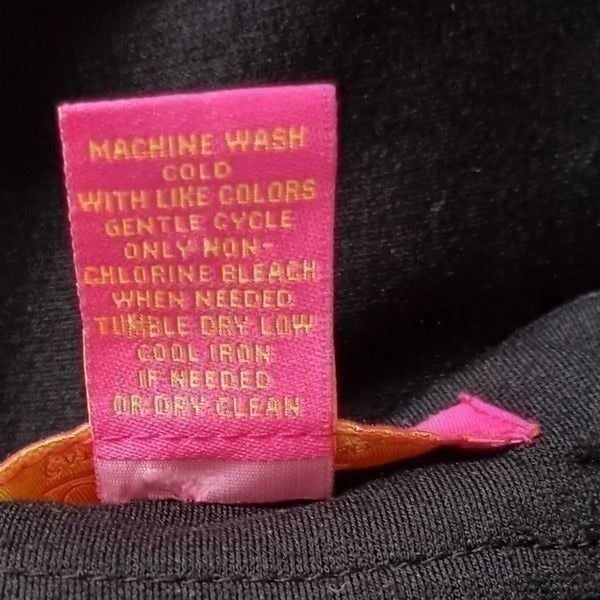 MACHINE WASH
COLD
WITH LIKE COLORS
GENTLE CYCLE
ONLY NON-
CHLORINE BLEACH
WHEN NEEDED
TUMBLE DRY LOW
COOL IRON
IF NEEDED
OR DRY CLEAN